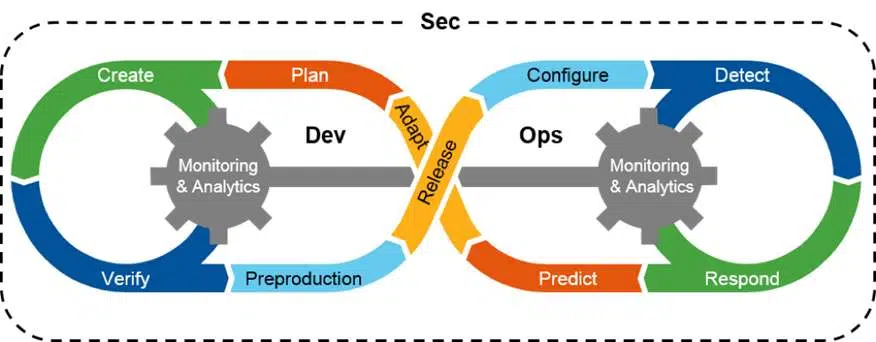 Sec
Create
Plan
Configure
Detect
Adapt
Dev
Ops
Release
Monitoring
& Analytics
Monitoring
& Analytics
Verify
Preproduction
Predict
Respond